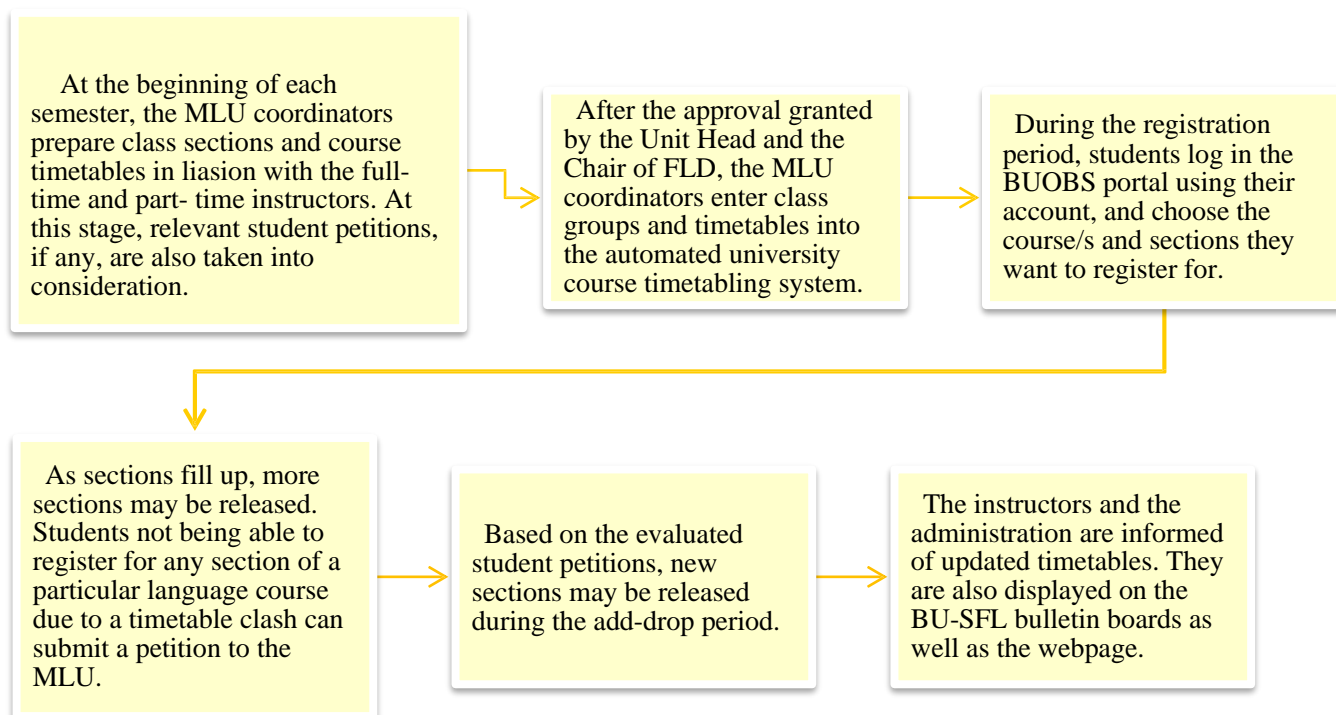 At the beginning of each
semester, the MLU coordinators
prepare class sections and course
timetables in liasion with the full-
time and part- time instructors. At
this stage, relevant student petitions,
if any, are also taken into
consideration.
After the approval granted
by the Unit Head and the
Chair of FLD, the MLU
coordinators enter class
groups and timetables into
the automated university
course timetabling system.
During the registration
period, students log in the
BUOBS portal using their
account, and choose the
course/s and sections they
want to register for.
As sections fill up, more
sections may be released.
Students not being able to
register for any section of a
particular language course
due to a timetable clash can
submit a petition to the
MLU.
Based on the evaluated
student petitions, new
sections may be released
during the add-drop period.
The instructors and the
administration are informed
of updated timetables. They
are also displayed on the
BU-SFL bulletin boards as
well as the webpage.